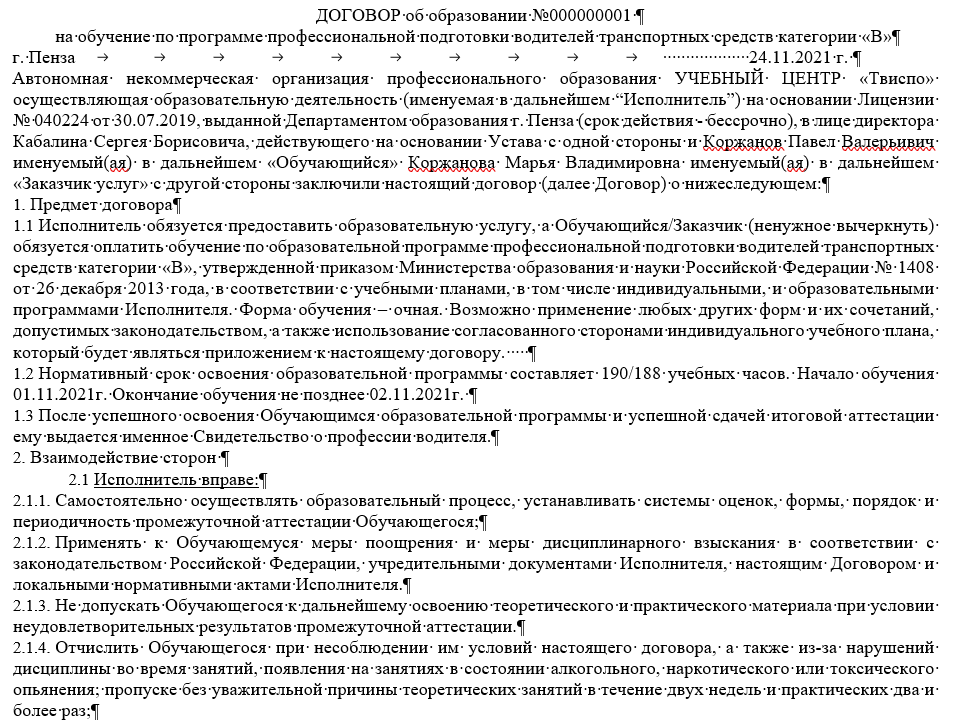 ДОГОВОР об образовании №000000001
на обучение по программе профессиональной подготовки водителей транспортных средств категории «В»
г. Пенза 24.11.2021 г.
Автономная некоммерческая организация профессионального образования УЧЕБНЫЙ ЦЕНТР «Твиспо»
осуществляющая образовательную деятельность (именуемая в дальнейшем “Исполнитель”) на основании Лицензии
№ 040224 от 30.07.2019, выданной Департаментом образования г. Пенза (срок действия - бессрочно), в лице директора
Кабалина Сергея Борисовича, действующего на основании Устава с одной стороны и Коржанов Павел Валерьивич
именуемый(ая) в дальнейшем «Обучающийся» Коржанова Марья Владимировна именуемый(ая) в дальнейшем
«Заказчик услуг» с другой стороны заключили настоящий договор (далее Договор) о нижеследующем:
1. Предмет договора
1.1 Исполнитель обязуется предоставить образовательную услугу, а Обучающийся/Заказчик (ненужное вычеркнуть)
обязуется оплатить обучение по образовательной программе профессиональной подготовки водителей транспортных
средств категории «В», утвержденной приказом Министерства образования и науки Российской Федерации № 1408
от 26 декабря 2013 года, в соответствии с учебными планами, в том числе индивидуальными, и образовательными
программами Исполнителя. Форма обучения – очная. Возможно применение любых других форм и их сочетаний,
допустимых законодательством, а также использование согласованного сторонами индивидуального учебного плана,
который будет являться приложением к настоящему договору.
1.2 Нормативный срок освоения образовательной программы составляет 190/188 учебных часов. Начало обучения
01.11.2021г. Окончание обучения не позднее 02.11.2021г.
1.3 После успешного освоения Обучающимся образовательной программы и успешной сдачей итоговой аттестации
ему выдается именное Свидетельство о профессии водителя.
2. Взаимодействие сторон
2.1 Исполнитель вправе:
2.1.1. Самостоятельно осуществлять образовательный процесс, устанавливать системы оценок, формы, порядок и
периодичность промежуточной аттестации Обучающегося;
2.1.2. Применять к Обучающемуся меры поощрения и меры дисциплинарного взыскания в соответствии с
законодательством Российской Федерации, учредительными документами Исполнителя, настоящим Договором и
локальными нормативными актами Исполнителя.
2.1.3. Не допускать Обучающегося к дальнейшему освоению теоретического и практического материала при условии
неудовлетворительных результатов промежуточной аттестации.
2.1.4. Отчислить Обучающегося при несоблюдении им условий настоящего договора, а также из-за нарушений
дисциплины во время занятий, появления на занятиях в состоянии алкогольного, наркотического или токсического
опьянения; пропуске без уважительной причины теоретических занятий в течение двух недель и практических два и
более раз;